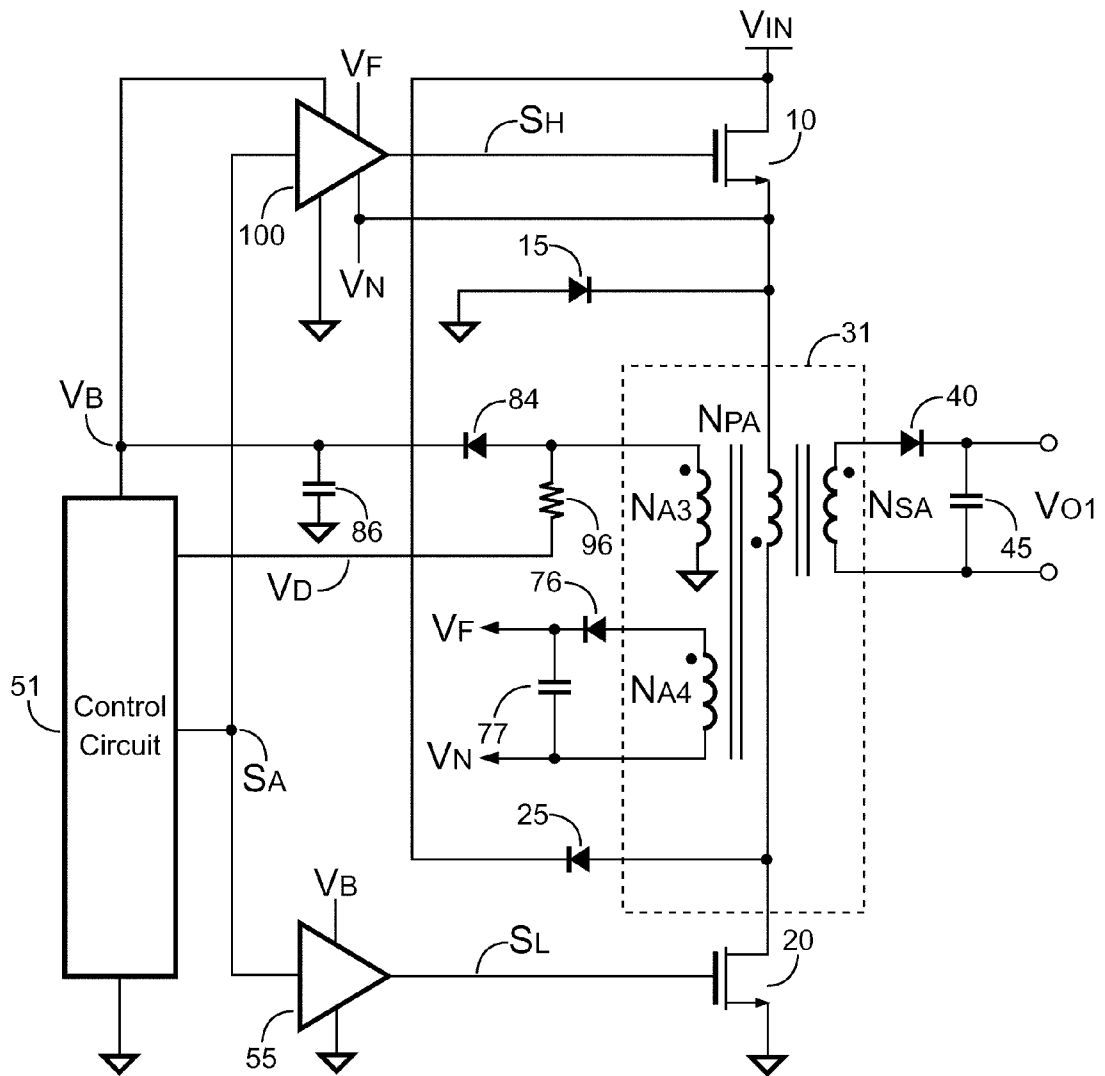 VIN
VF
SH
10
100
15
VN
31
VB
84
NPA
40
NA3
NSA
VO1
86
96
45
VD
76
VF
51
Control
Circuit
NA4
77
VN
SA
25
VB
SL
20
55